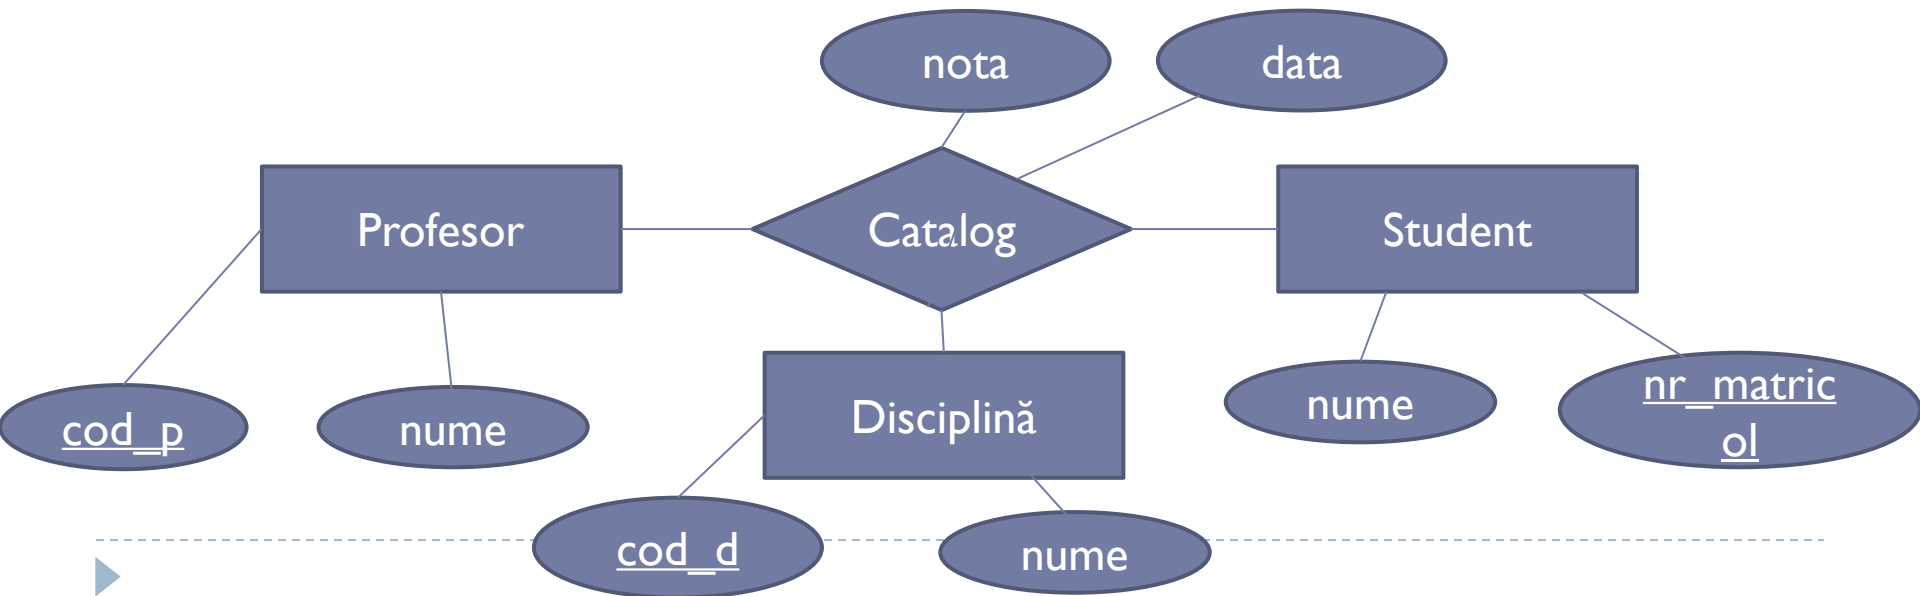 nota
data
Profesor
Catalog
Student
cod_p
nume
Disciplină
nume
nr_matric
ol
cod_d
nume